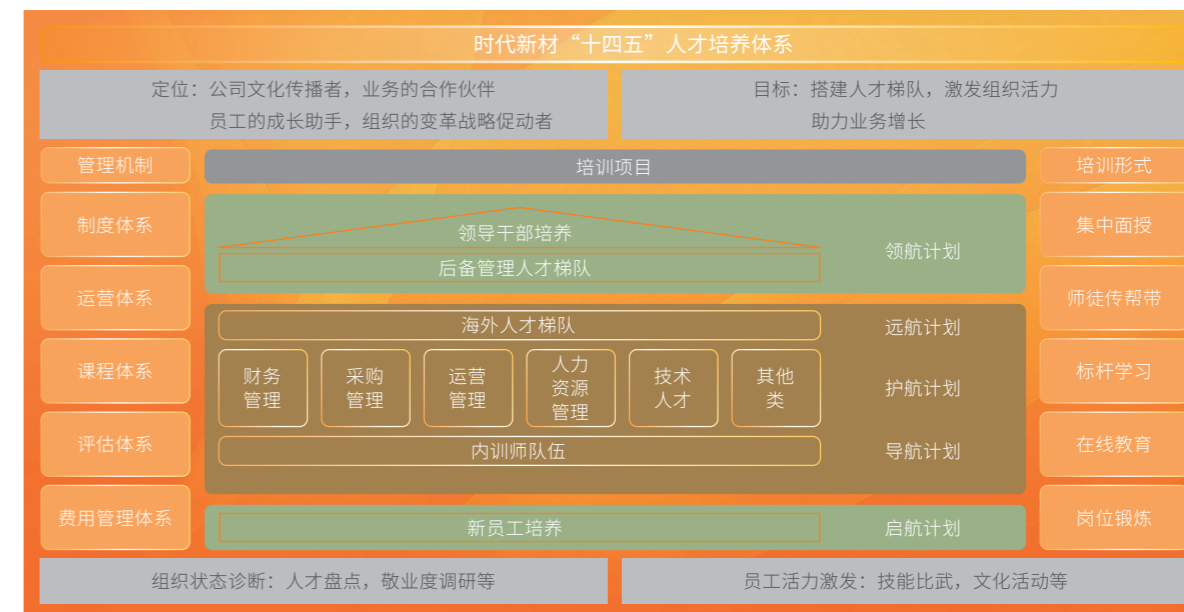 时代新材“十四五”人才培养体系
定位：公司文化传播者，业务的合作伙伴
员工的成长助手，组织的变革战略促动者
目标：搭建人才梯队，激发组织活力
助力业务增长
管理机制
制度体系
运营体系
课程体系
评估体系
费用管理体系
培训项目
领导干部培养
后备管理人才梯队
领航计划
海外人才梯队
远航计划
财务
管理
采购
管理
运营
管理
人力
资源
管理
技术
人才
其他
类
护航计划
内训师队伍
导航计划
新员工培养
启航计划
培训形式
集中面授
师徒传帮带
标杆学习
在线教育
岗位锻炼
组织状态诊断：人才盘点，敬业度调研等
员工活力激发：技能比武，文化活动等